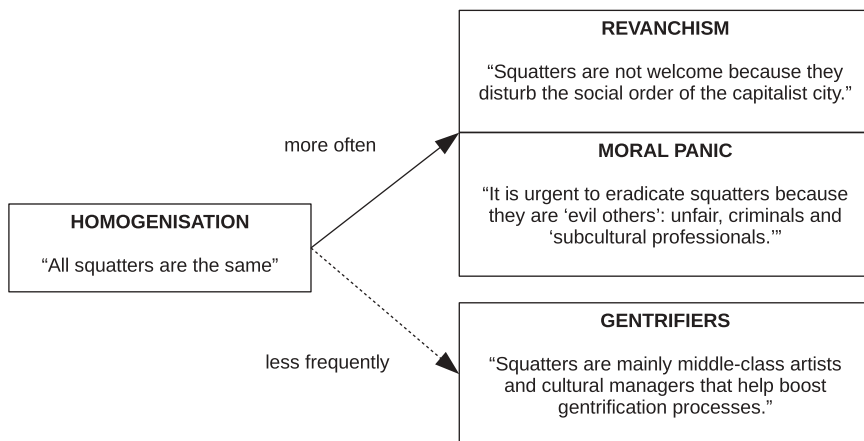 REVANCHISM
“Squatters are not welcome because they
disturb the social order of the capitalist city.”
more often
MORAL PANIC
“It is urgent to eradicate squatters because
they are ‘evil others’: unfair, criminals and
‘subcultural professionals.’”
HOMOGENISATION
“All squatters are the same”
less frequently
GENTRIFIERS
“Squatters are mainly middle-class artists
and cultural managers that help boost
gentrification processes.”